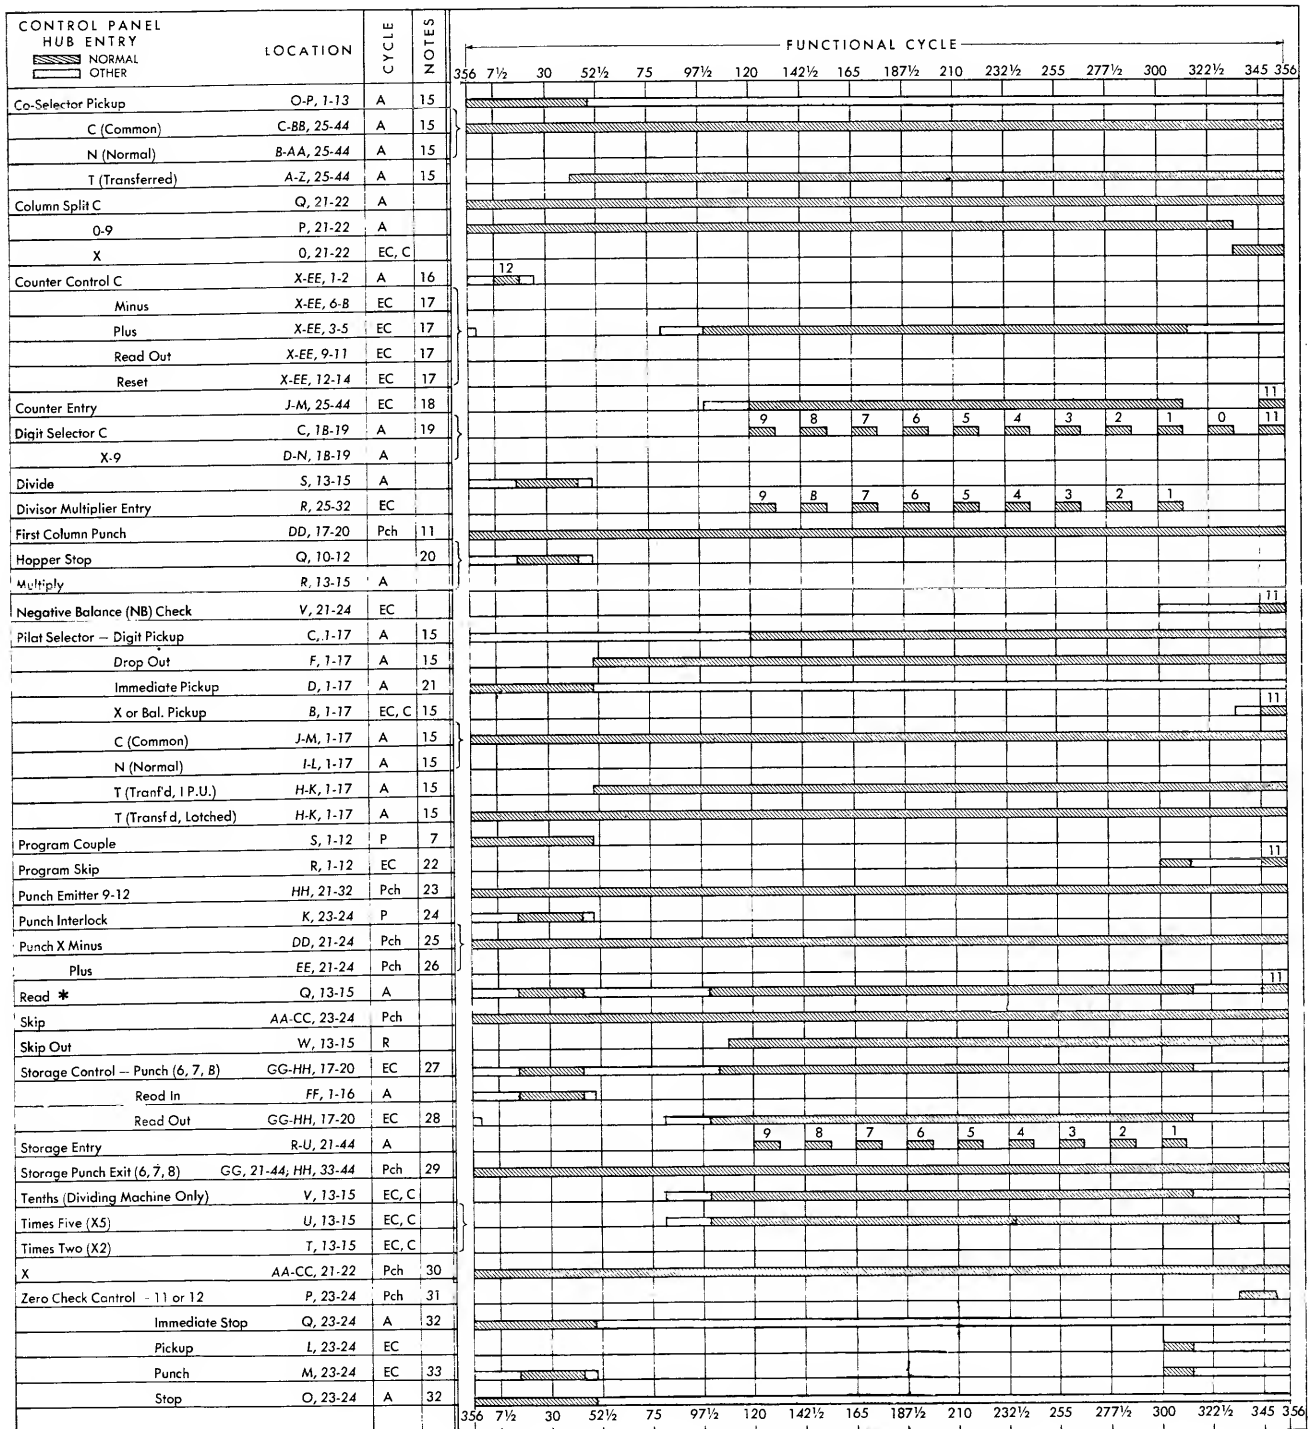 CONTROL PANEL
HUB ENTRY
NORMAL
OTHER
LOCATION
CYCLE
NOTES
FUNCTIONAL CYCLE
356 7½ 30 52½ 75 97½ 120 142½ 165 187½ 210 232½ 255 277½ 300 322½ 345 356
Co-Selector Pickup O-P, 1-13 A 15
C (Common) C-BB, 25-44 A 15
N (Normal) B-AA, 25-44 A 15
T (Transferred) A-Z, 25-44 A 15
Column Split C Q, 21-22 A
0-9 P, 21-22 A
X O, 21-22 EC, C
Counter Control C X-EE, 1-2 A 16 12
Minus X-EE, 6-8 EC 17
Plus X-EE, 3-5 EC 17
Read Out X-EE, 9-11 EC 17
Reset X-EE, 12-14 EC 17
Counter Entry J-M, 25-44 EC 18 11
Digit Selector C C, 18-19 A 19 9 8 7 6 5 4 3 2 1 0 11
X-9 D-N, 18-19 A
Divide S, 13-15 A
Divisor Multiplier Entry R, 25-32 EC 9 8 7 6 5 4 3 2 1
First Column Punch DD, 17-20 Pch 11
Hopper Stop Q, 10-12 20
Multiply R, 13-15 A
Negative Balance (NB) Check V, 21-24 EC 11
Pilat Selector – Digit Pickup C, 1-17 A 15
Drop Out F, 1-17 A 15
Immediate Pickup D, 1-17 A 21
X or Bal. Pickup B, 1-17 EC, C 15 11
C (Common) J-M, 1-17 A 15
N (Normal) I-L, 1-17 A 15
T (Tranf'd, I P.U.) H-K, 1-17 A 15
T (Transf'd, Lotched) H-K, 1-17 A 15
Program Couple S, 1-12 P 7
Program Skip R, 1-12 EC 22 11
Punch Emitter 9-12 HH, 21-32 Pch 23
Punch Interlock K, 23-24 P 24
Punch X Minus DD, 21-24 Pch 25
Plus EE, 21-24 Pch 26
Read * Q, 13-15 A 11
Skip AA-CC, 23-24 Pch
Skip Out W, 13-15 R
Storage Control – Punch (6, 7, 8) GG-HH, 17-20 EC 27
Reod In FF, 1-16 A
Read Out GG-HH, 17-20 EC 28
Storage Entry R-U, 21-44 A 9 8 7 6 5 4 3 2 1
Storage Punch Exit (6, 7, 8) GG, 21-44; HH, 33-44 Pch 29
Tenths (Dividing Machine Only) V, 13-15 EC, C
Times Five (X5) U, 13-15 EC, C
Times Two (X2) T, 13-15 EC, C
X AA-CC, 21-22 Pch 30
Zero Check Control - 11 or 12 P, 23-24 Pch 31
Immediate Stop Q, 23-24 A 32
Pickup L, 23-24 EC
Punch M, 23-24 EC 33
Stop O, 23-24 A 32
356 7½ 30 52½ 75 97½ 120 142½ 165 187½ 210 232½ 255 277½ 300 322½ 345 356